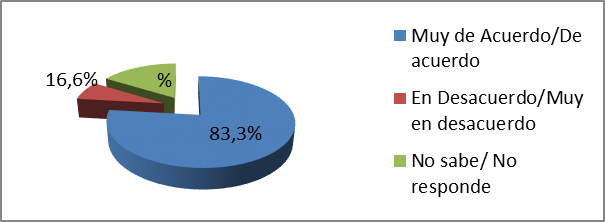 16,6%
%
83,3%
Muy de Acuerdo/De
acuerdo
En Desacuerdo/Muy
en desacuerdo
No sabe/ No
responde